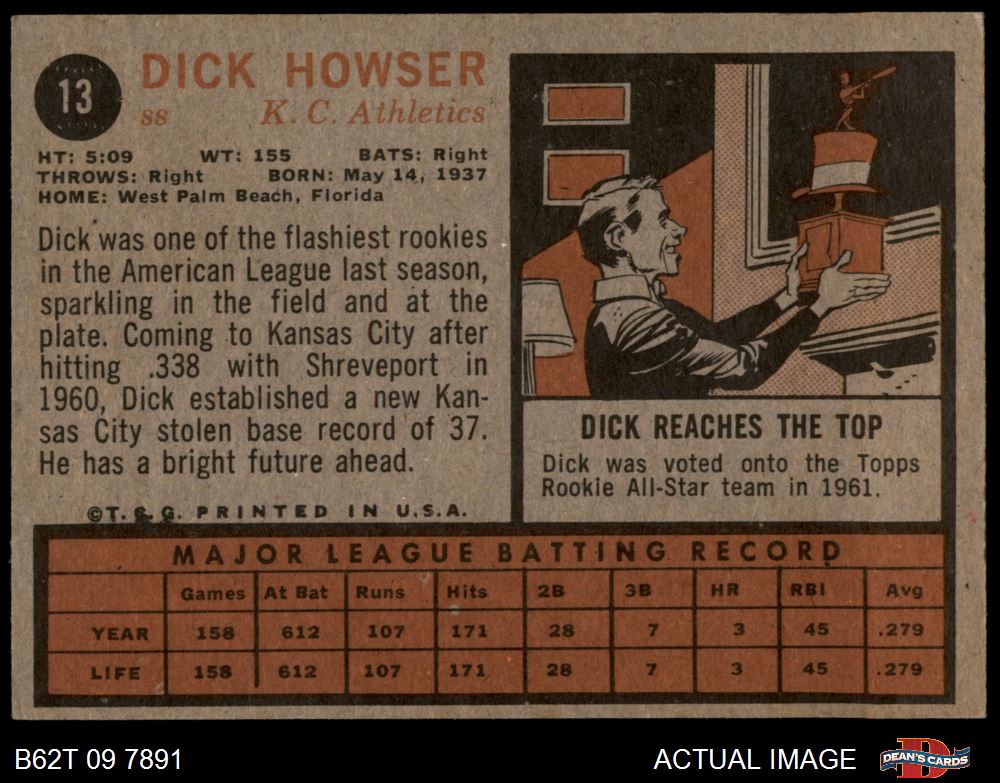 13
DICK HOWSER
ss K. C. Athletics
HT: 5:09 WT: 155 BATS: Right
THROWS: Right BORN: May 14, 1937
HOME: West Palm Beach, Florida
Dick was one of the flashiest rookies
in the American League last season,
sparkling in the field and at the
plate. Coming to Kansas City after
hitting .338 with Shreveport in
1960, Dick established a new Kan-
sas City stolen base record of 37.
He has a bright future ahead.
©T. C. G. PRINTED IN U.S.A.
DICK REACHES THE TOP
Dick was voted onto the Topps
Rookie All-Star team in 1961.
MAJOR LEAGUE BATTING RECORD
Games At Bat Runs Hits 2B 3B HR RBI Avg
YEAR 158 612 107 171 28 7 3 45 .279
LIFE 158 612 107 171 28 7 3 45 .279
B62T 09 7891 ACTUAL IMAGE DEAN'S CARDS